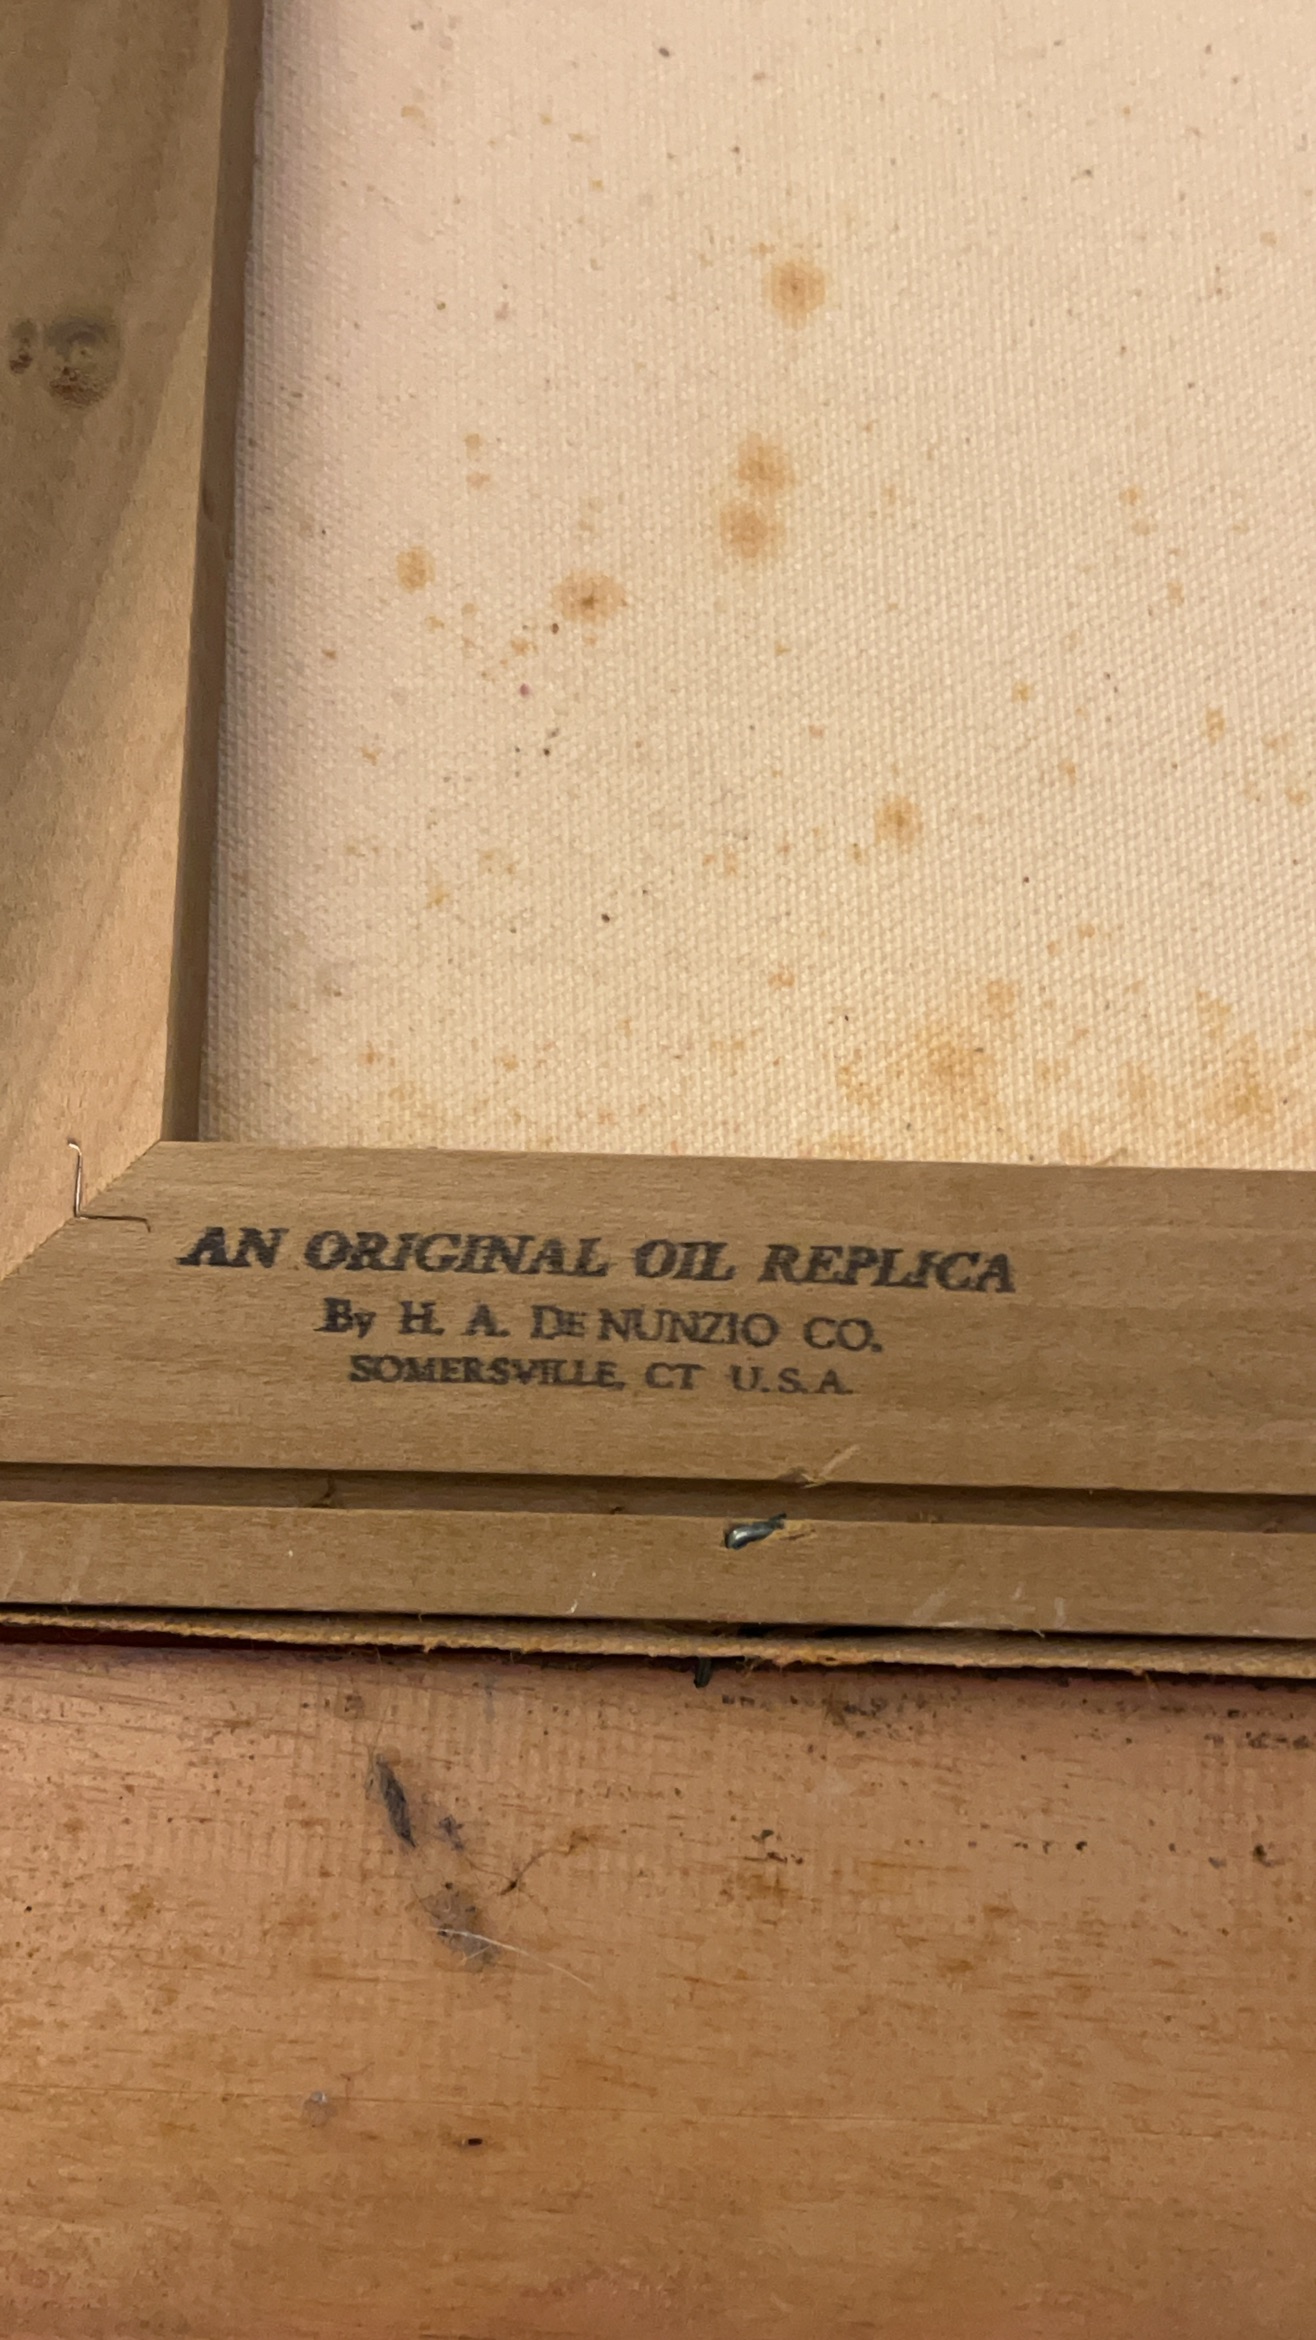 AN ORIGINAL OIL REPLICA
By H. A. DE NUNZIO CO.
SOMERSVILLE, CT U.S.A.